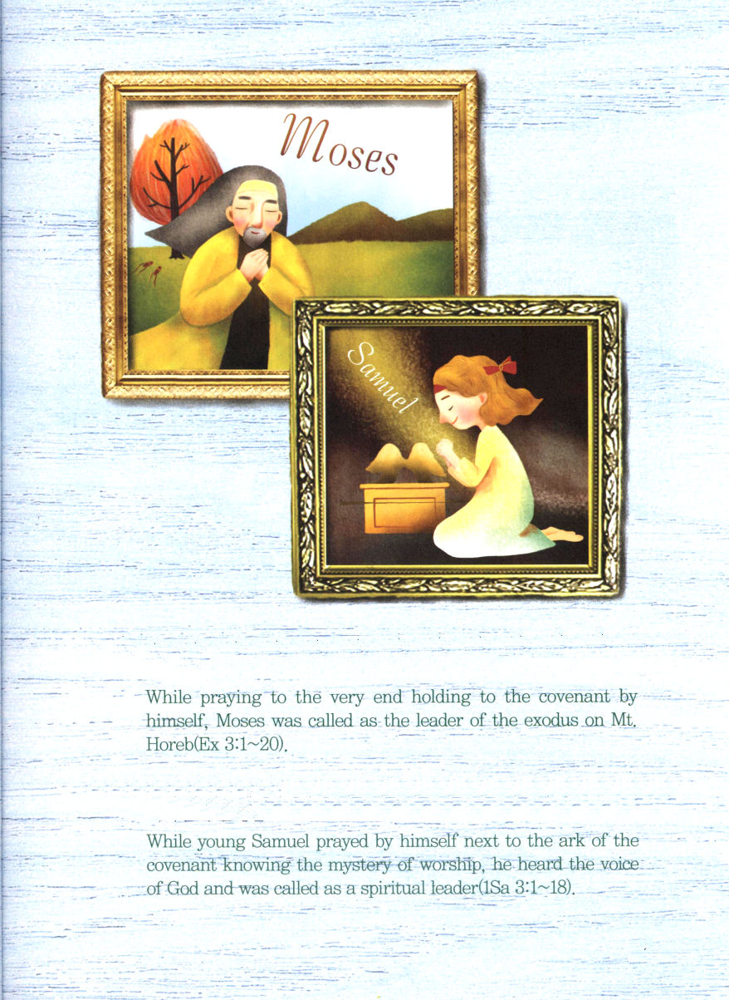 Moses
Samuel
While praying to the very end holding to the covenant by
himself, Moses was called as the leader of the exodus on Mt.
Horeb(Ex 3:1~20).
While young Samuel prayed by himself next to the ark of the
covenant knowing the mystery of worship, he heard the voice
of God and was called as a spiritual leader(1Sa 3:1~18).